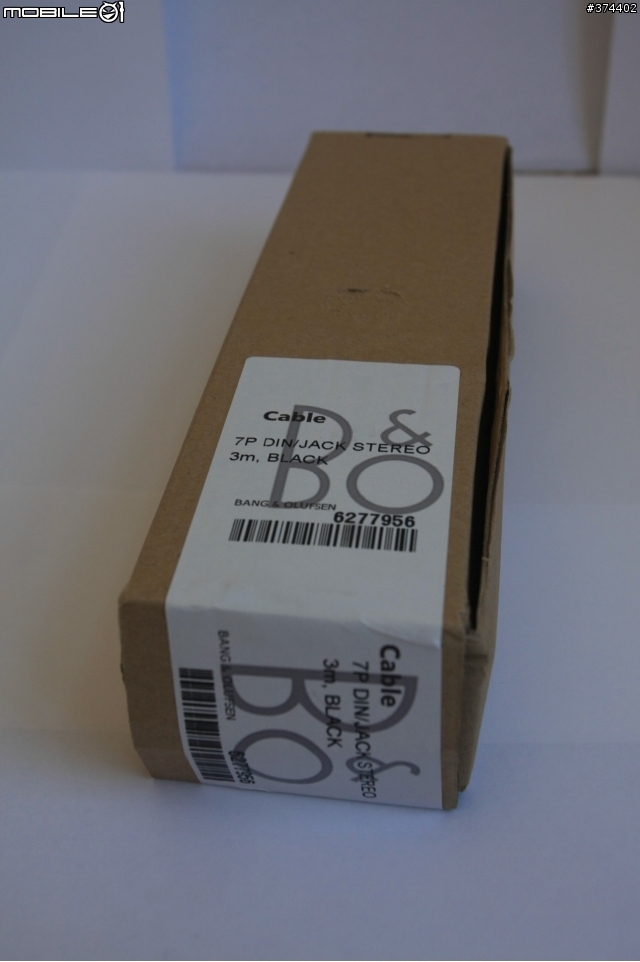 MOBILE01
#374402
Cable
B&O
7P DIN/JACK STEREO
3m, BLACK
BANG & OLUFSEN
6277956
Cable
B&O
7P DIN/JACK STEREO
3m, BLACK
BANG & OLUFSEN